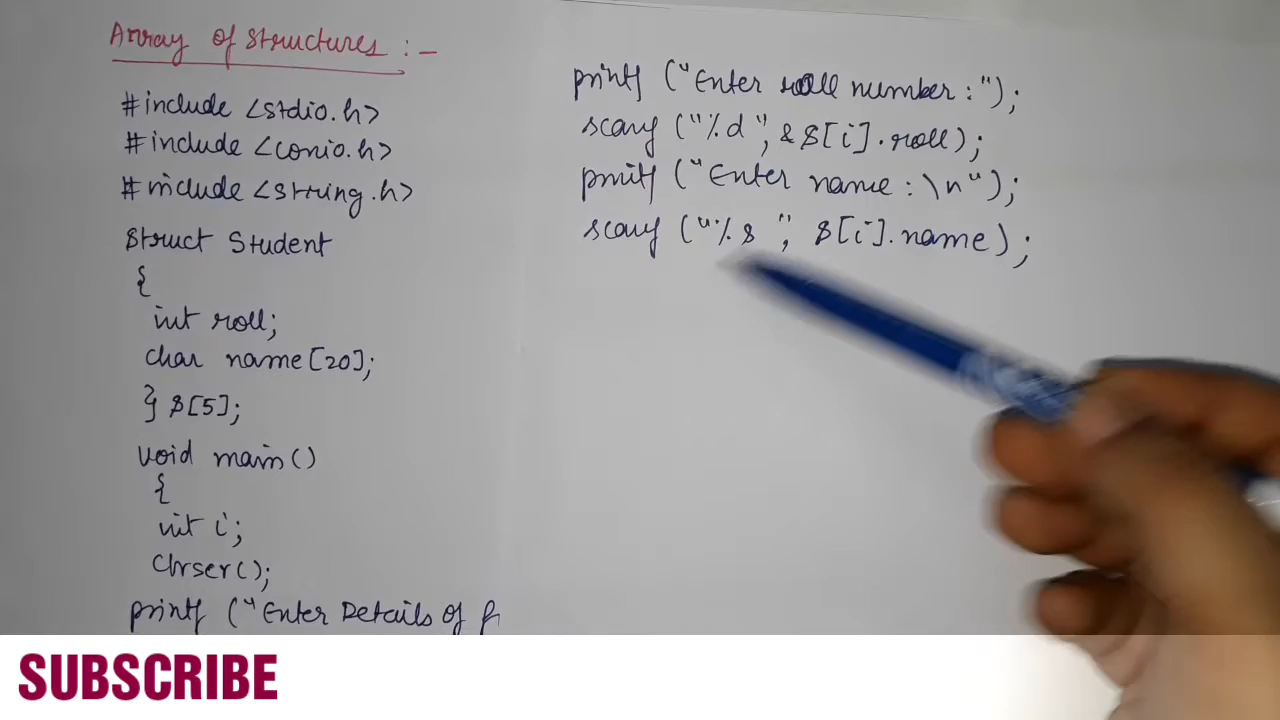 Array of Structures :-
#include <stdio.h>
#include <conio.h>
#include <string.h>
Struct Student
{
int roll;
char name[20];
} S[5];
void main()
{
int i;
Clrscr();
printf ("Enter Details of
printf ("Enter roll number :");
scanf ("%d", &S[i].roll);
printf ("Enter name : \n");
scanf ("%s", S[i].name);
SUBSCRIBE